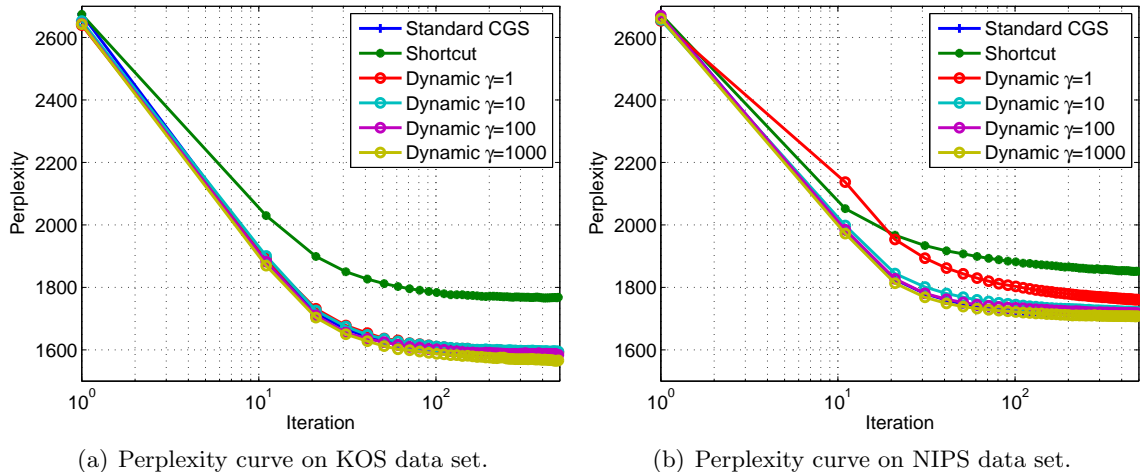 2600
2400
2200
2000
1800
1600
Perplexity
10^0
10^1
10^2
Iteration
Standard CGS
Shortcut
Dynamic γ=1
Dynamic γ=10
Dynamic γ=100
Dynamic γ=1000
(a) Perplexity curve on KOS data set.
2600
2400
2200
2000
1800
1600
Perplexity
10^0
10^1
10^2
Iteration
Standard CGS
Shortcut
Dynamic γ=1
Dynamic γ=10
Dynamic γ=100
Dynamic γ=1000
(b) Perplexity curve on NIPS data set.